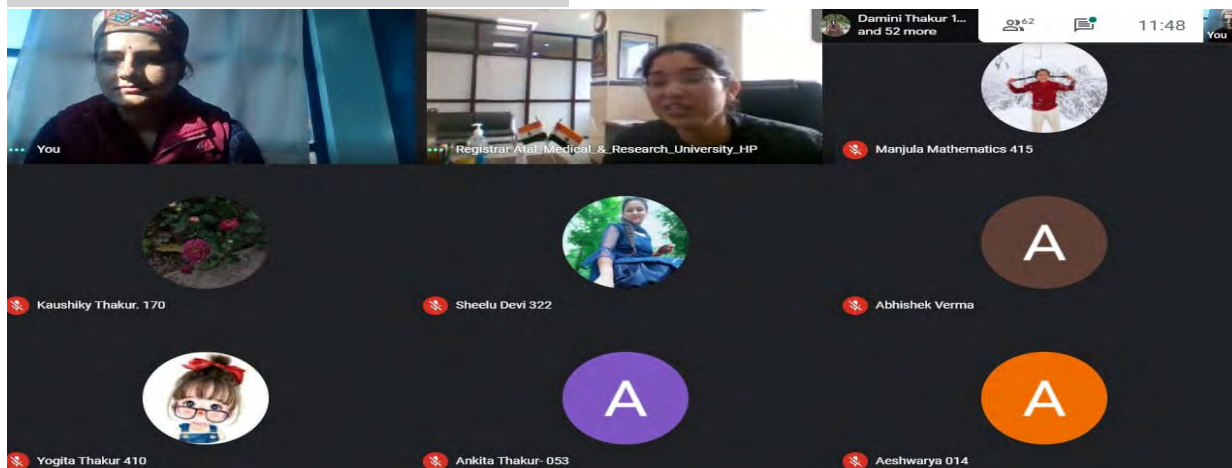 Damini Thakur 1...
and 52 more
62
11:48
You
You
Registrar Atal_Medical_&_Research_University_HP
Manjula Mathematics 415
Kaushiky Thakur. 170
Sheelu Devi 322
A
Abhishek Verma
Yogita Thakur 410
A
Ankita Thakur- 053
A
Aeshwarya 014